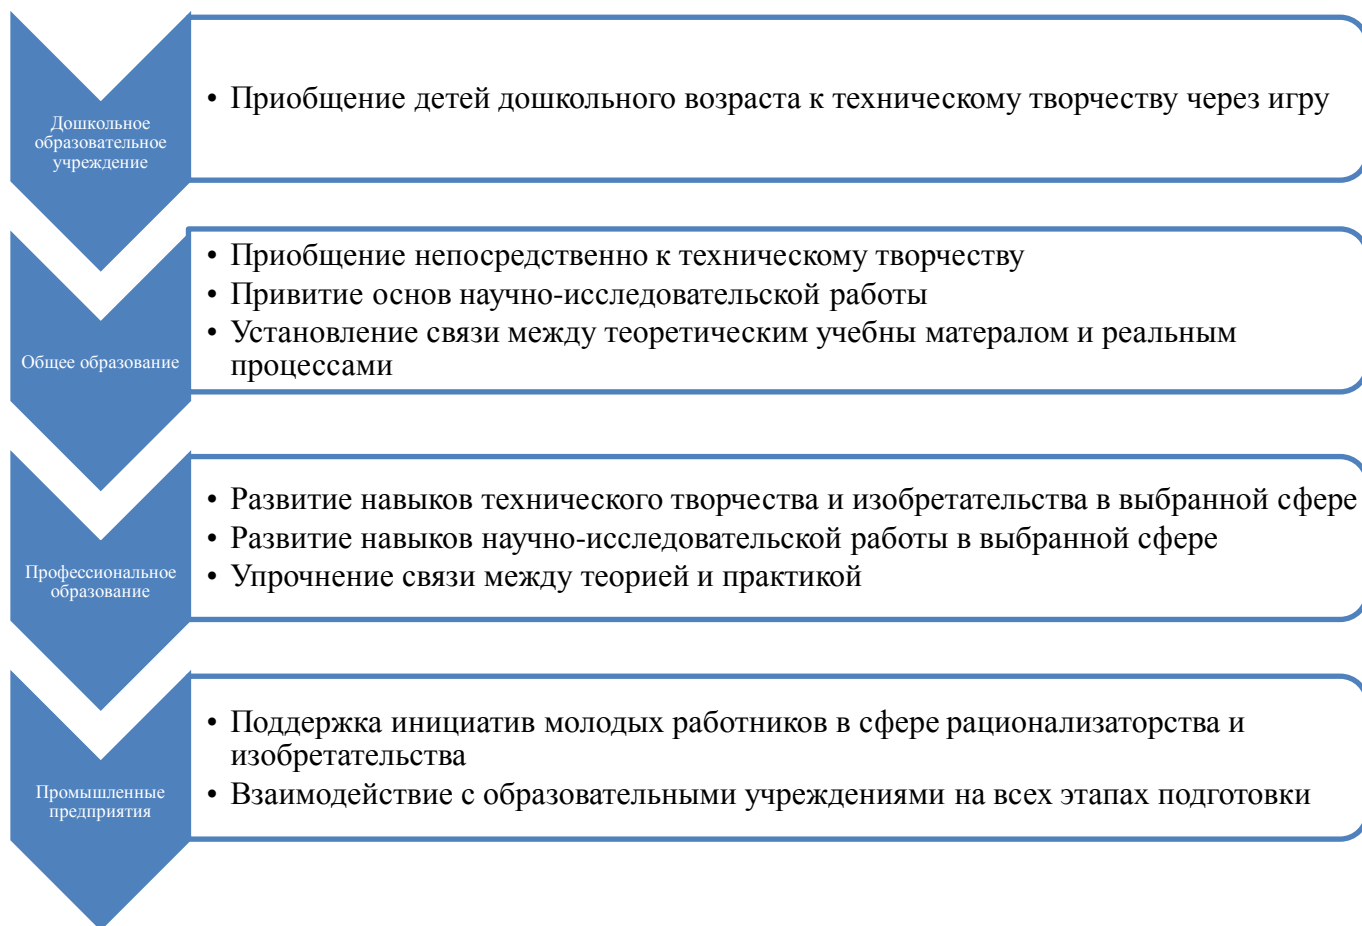 Дошкольное
образовательное
учреждение
• Приобщение детей дошкольного возраста к техническому творчеству через игру
Общее образование
• Приобщение непосредственно к техническому творчеству
• Привитие основ научно-исследовательской работы
• Установление связи между теоретическим учебны матералом и реальным
процессами
Профессиональное
образование
• Развитие навыков технического творчества и изобретательства в выбранной сфере
• Развитие навыков научно-исследовательской работы в выбранной сфере
• Упрочнение связи между теорией и практикой
Промышленные
предприятия
• Поддержка инициатив молодых работников в сфере рационализаторства и
изобретательства
• Взаимодействие с образовательными учреждениями на всех этапах подготовки